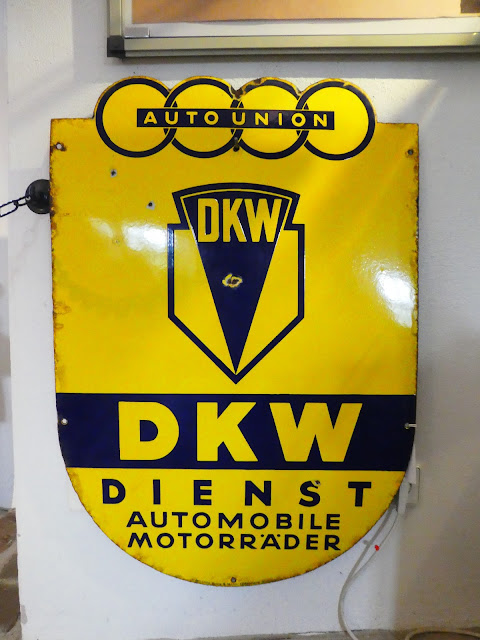 AUTO UNION
DKW
DKW
DIENST
AUTOMOBILE
MOTORRÄDER